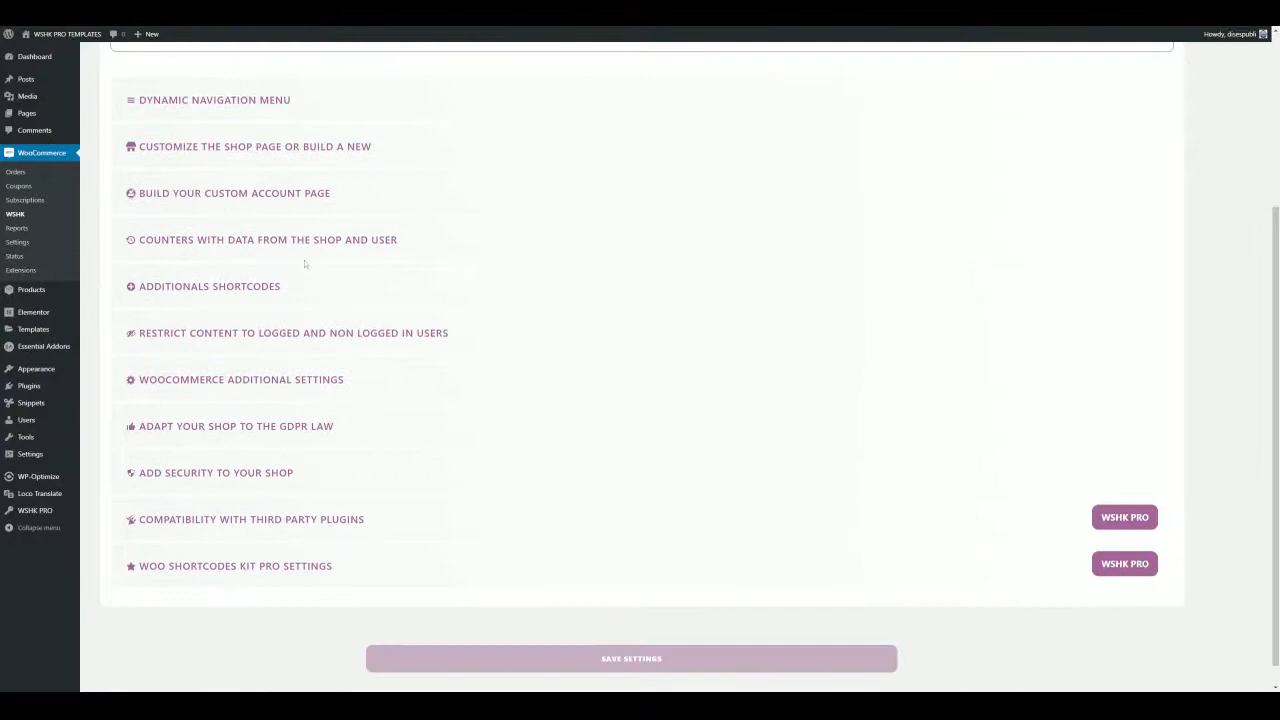 WSHK PRO TEMPLATES 0 New Howdy, disespubli
Dashboard
Posts
Media
Pages
Comments
WooCommerce
Orders
Coupons
Subscriptions
WSHK
Reports
Settings
Status
Extensions
Products
Elementor
Templates
Essential Addons
Appearance
Plugins
Snippets
Users
Tools
Settings
WP-Optimize
Loco Translate
WSHK PRO
Collapse menu
DYNAMIC NAVIGATION MENU
CUSTOMIZE THE SHOP PAGE OR BUILD A NEW
BUILD YOUR CUSTOM ACCOUNT PAGE
COUNTERS WITH DATA FROM THE SHOP AND USER
ADDITIONALS SHORTCODES
RESTRICT CONTENT TO LOGGED AND NON LOGGED IN USERS
WOOCOMMERCE ADDITIONAL SETTINGS
ADAPT YOUR SHOP TO THE GDPR LAW
ADD SECURITY TO YOUR SHOP
COMPATIBILITY WITH THIRD PARTY PLUGINS WSHK PRO
WOO SHORTCODES KIT PRO SETTINGS WSHK PRO
SAVE SETTINGS